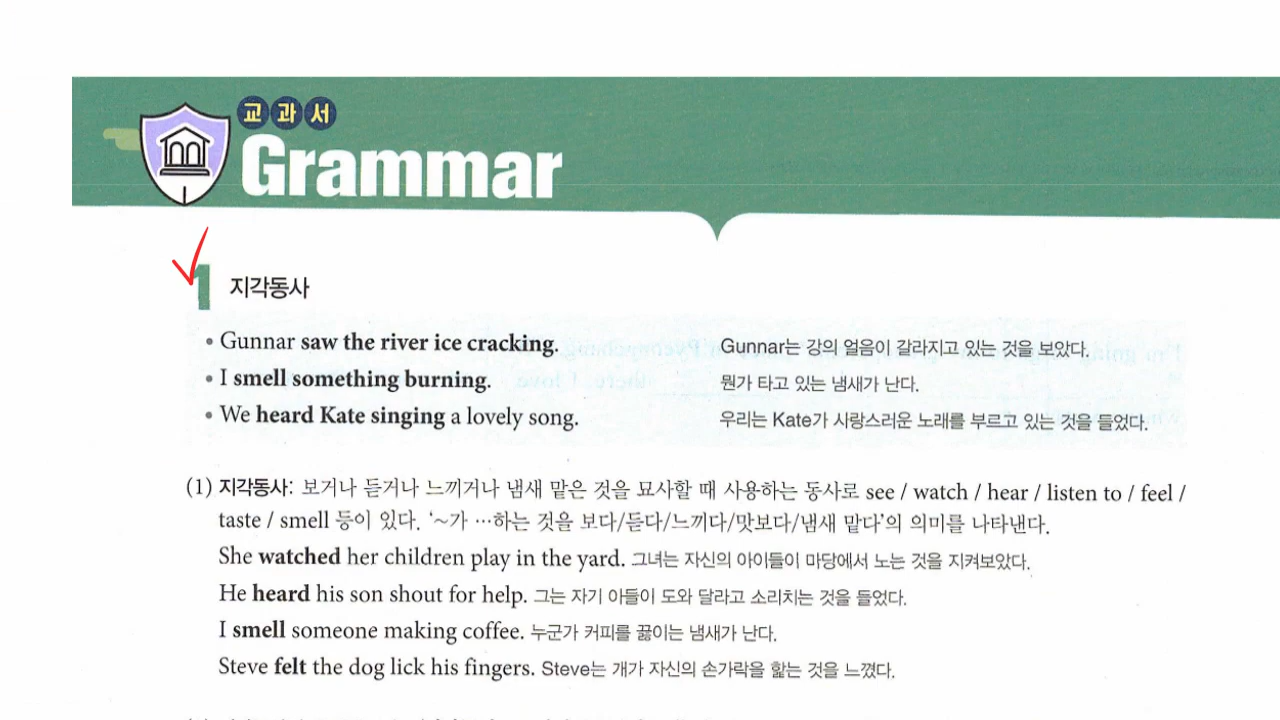 교과서
Grammar
1 지각동사
• Gunnar saw the river ice cracking. Gunnar는 강의 얼음이 갈라지고 있는 것을 보았다.
• I smell something burning. 뭔가 타고 있는 냄새가 난다.
• We heard Kate singing a lovely song. 우리는 Kate가 사랑스러운 노래를 부르고 있는 것을 들었다.
(1) 지각동사: 보거나 듣거나 느끼거나 냄새 맡은 것을 묘사할 때 사용하는 동사로 see / watch / hear / listen to / feel /
taste / smell 등이 있다. ‘~가 …하는 것을 보다/듣다/느끼다/맛보다/냄새 맡다’의 의미를 나타낸다.
She watched her children play in the yard. 그녀는 자신의 아이들이 마당에서 노는 것을 지켜보았다.
He heard his son shout for help. 그는 자기 아들이 도와 달라고 소리치는 것을 들었다.
I smell someone making coffee. 누군가 커피를 끓이는 냄새가 난다.
Steve felt the dog lick his fingers. Steve는 개가 자신의 손가락을 핥는 것을 느꼈다.